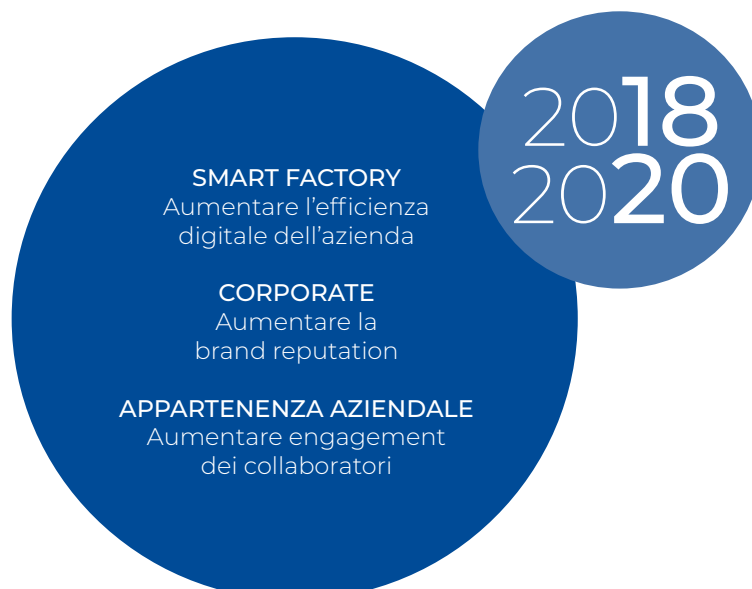 2018
2020
SMART FACTORY
Aumentare l’efficienza
digitale dell’azienda
CORPORATE
Aumentare la
brand reputation
APPARTENENZA AZIENDALE
Aumentare engagement
dei collaboratori